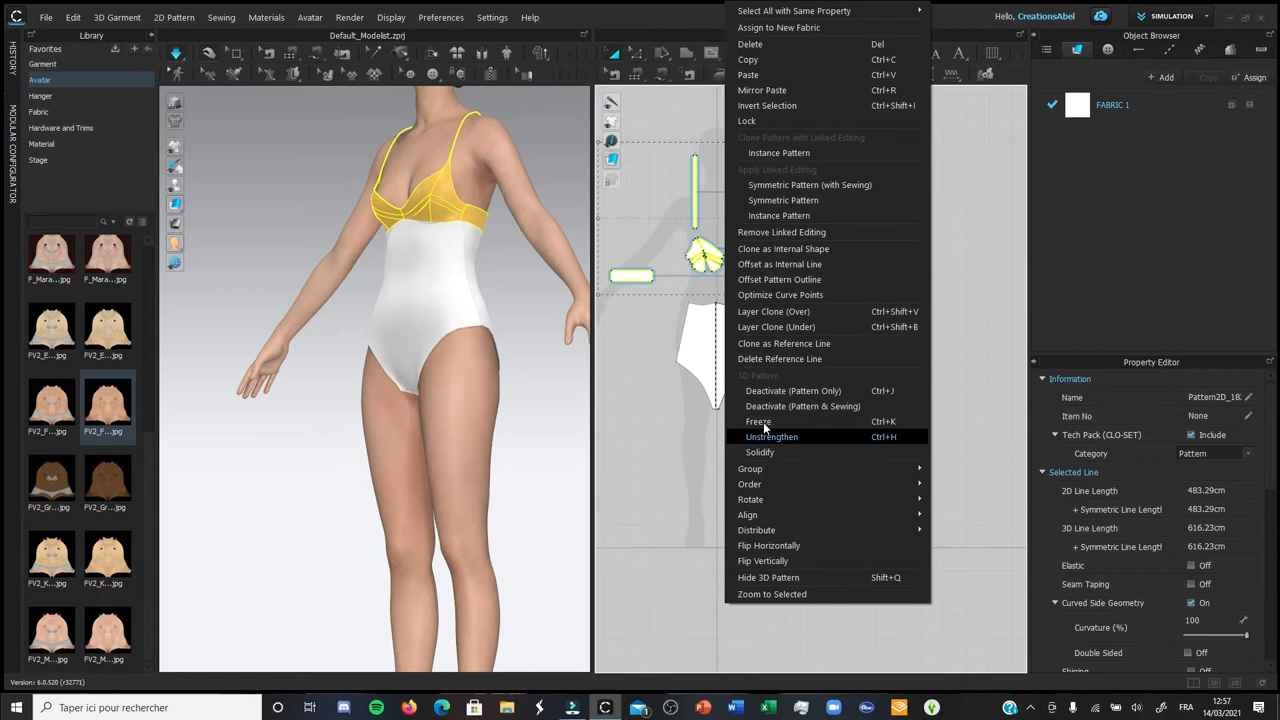 File Edit 3D Garment 2D Pattern Sewing Materials Avatar Render Display Preferences Settings Help
Hello, CreationsAbel
SIMULATION
Library
Default_Modelist.zprj
Object Browser
HISTORY
MODULAR CONFIGURATOR
Favorites
Garment
Avatar
Hanger
Fabric
Hardware and Trims
Material
Stage
F_Mara... F_Mara...
FV2_E...jpg FV2_E...jpg
FV2_F...jpg FV2_F...jpg
FV2_Gr...jpg FV2_Gr...jpg
FV2_K...jpg FV2_K...jpg
FV2_M...jpg FV2_M...jpg
Version: 6.0.520 (r32771)
Select All with Same Property
Assign to New Fabric
Delete Del
Copy Ctrl+C
Paste Ctrl+V
Mirror Paste Ctrl+R
Invert Selection Ctrl+Shift+I
Lock
Clone Pattern with Linked Editing
Instance Pattern
Apply Linked Editing
Symmetric Pattern (with Sewing)
Symmetric Pattern
Instance Pattern
Remove Linked Editing
Clone as Internal Shape
Offset as Internal Line
Offset Pattern Outline
Optimize Curve Points
Layer Clone (Over) Ctrl+Shift+V
Layer Clone (Under) Ctrl+Shift+B
Clone as Reference Line
Delete Reference Line
3D Pattern
Deactivate (Pattern Only) Ctrl+J
Deactivate (Pattern & Sewing)
Freeze Ctrl+K
Unstrengthen Ctrl+H
Solidify
Group
Order
Rotate
Align
Distribute
Flip Horizontally
Flip Vertically
Hide 3D Pattern Shift+Q
Zoom to Selected
Add Copy Assign
FABRIC 1
Property Editor
Information
Name Pattern2D_18
Item No None
Tech Pack (CLO-SET) Include
Category Pattern
Selected Line
2D Line Length 483.29cm
+ Symmetric Line Lengtl 483.29cm
3D Line Length 616.23cm
+ Symmetric Line Lengtl 616.23cm
Elastic Off
Seam Taping Off
Curved Side Geometry On
Curvature (%) 100
Double Sided Off
Shirring Off
Taper ici pour rechercher
12:57
14/03/2021